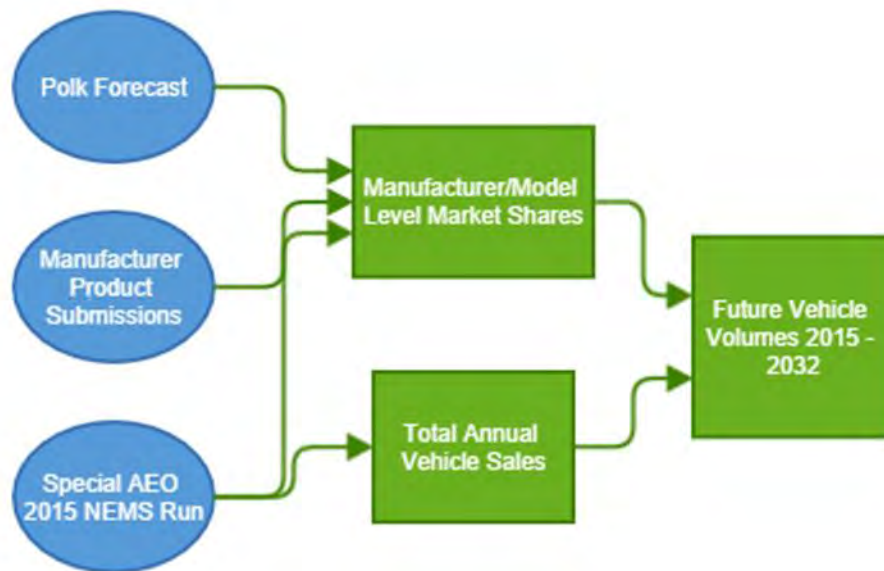 Polk Forecast
Manufacturer
Product
Submissions
Special AEO
2015 NEMS Run
Manufacturer/Model
Level Market Shares
Total Annual
Vehicle Sales
Future Vehicle
Volumes 2015 -
2032